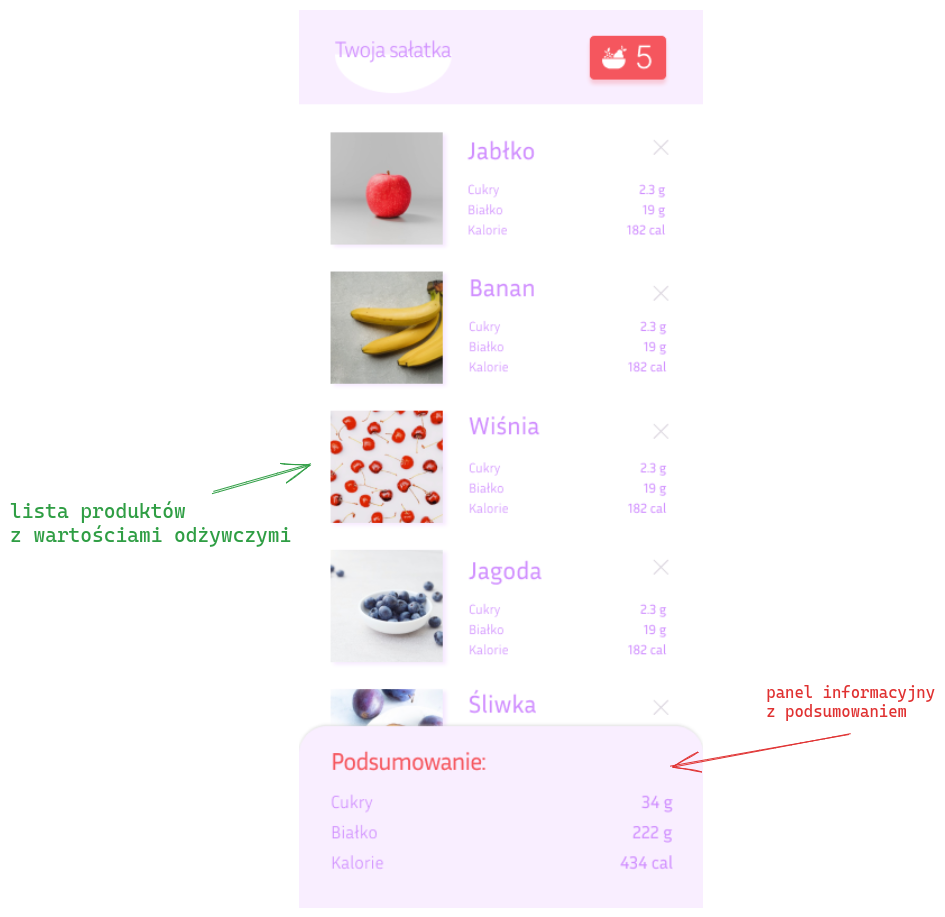 Twoja sałatka
5
Jabłko
Cukry 2.3 g
Białko 19 g
Kalorie 182 cal
Banan
Cukry 2.3 g
Białko 19 g
Kalorie 182 cal
Wiśnia
Cukry 2.3 g
Białko 19 g
Kalorie 182 cal
lista produktów
z wartościami odżywczymi
Jagoda
Cukry 2.3 g
Białko 19 g
Kalorie 182 cal
Śliwka
panel informacyjny
z podsumowaniem
Podsumowanie:
Cukry 34 g
Białko 222 g
Kalorie 434 cal